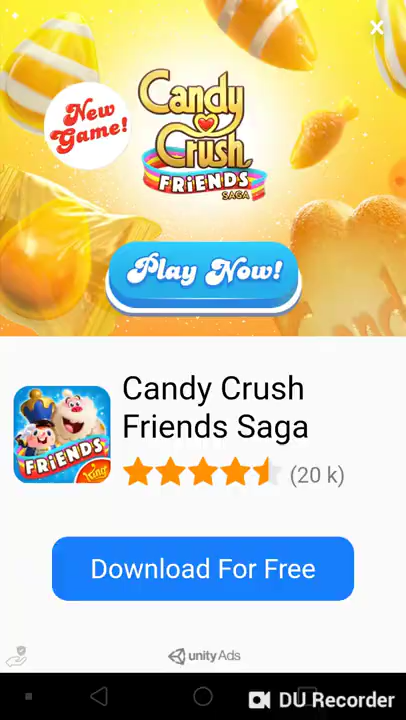 New
Game!
Candy
Crush
FRIENDS
SAGA
Play Now!
Candy Crush
Friends Saga
FRiENDS
King
(20 k)
Download For Free
unity Ads
DU Recorder